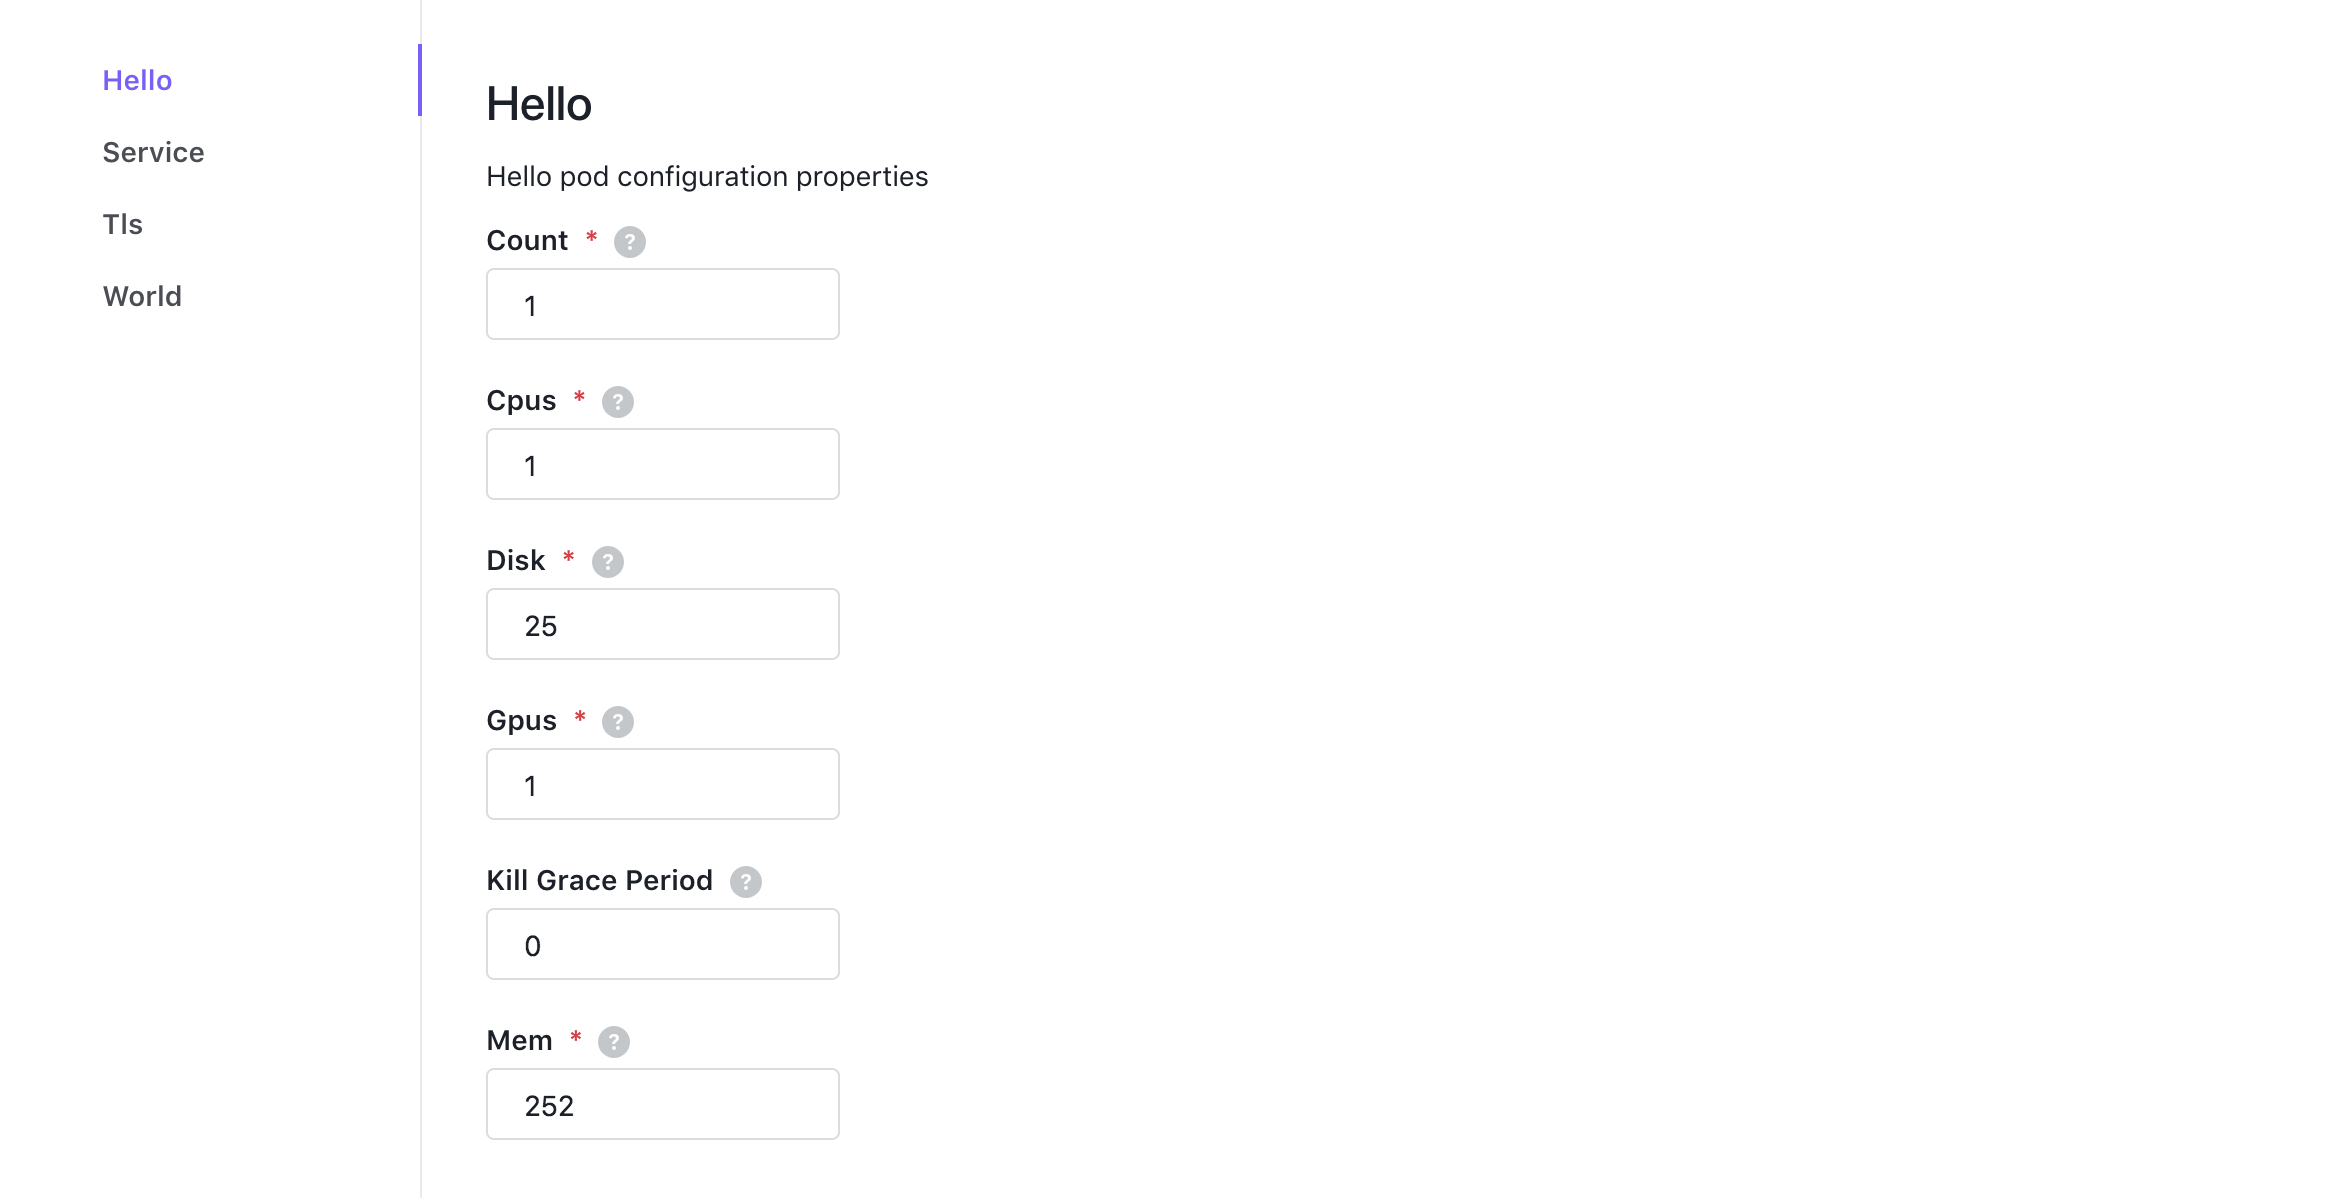 Hello
Service
Tls
World
Hello
Hello pod configuration properties
Count * ?
1
Cpus * ?
1
Disk * ?
25
Gpus * ?
1
Kill Grace Period ?
0
Mem * ?
252